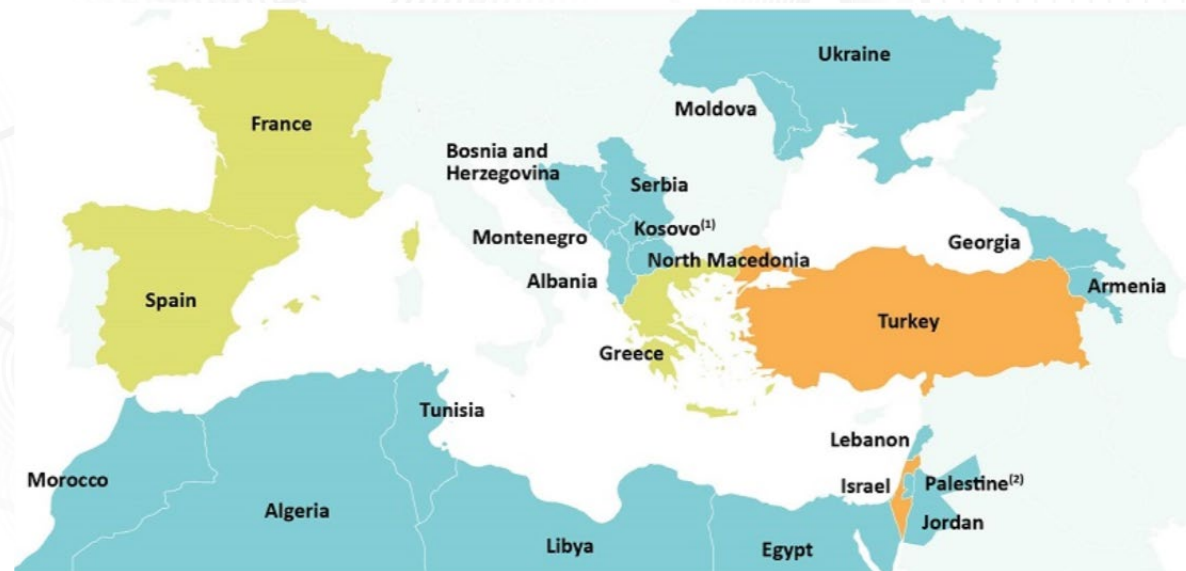 Ukraine
Moldova
France
Bosnia and
Herzegovina
Serbia
Kosovo(1)
Montenegro
Georgia
North Macedonia
Albania
Armenia
Spain
Turkey
Greece
Tunisia
Lebanon
Morocco
Israel
Palestine(2)
Algeria
Jordan
Libya
Egypt